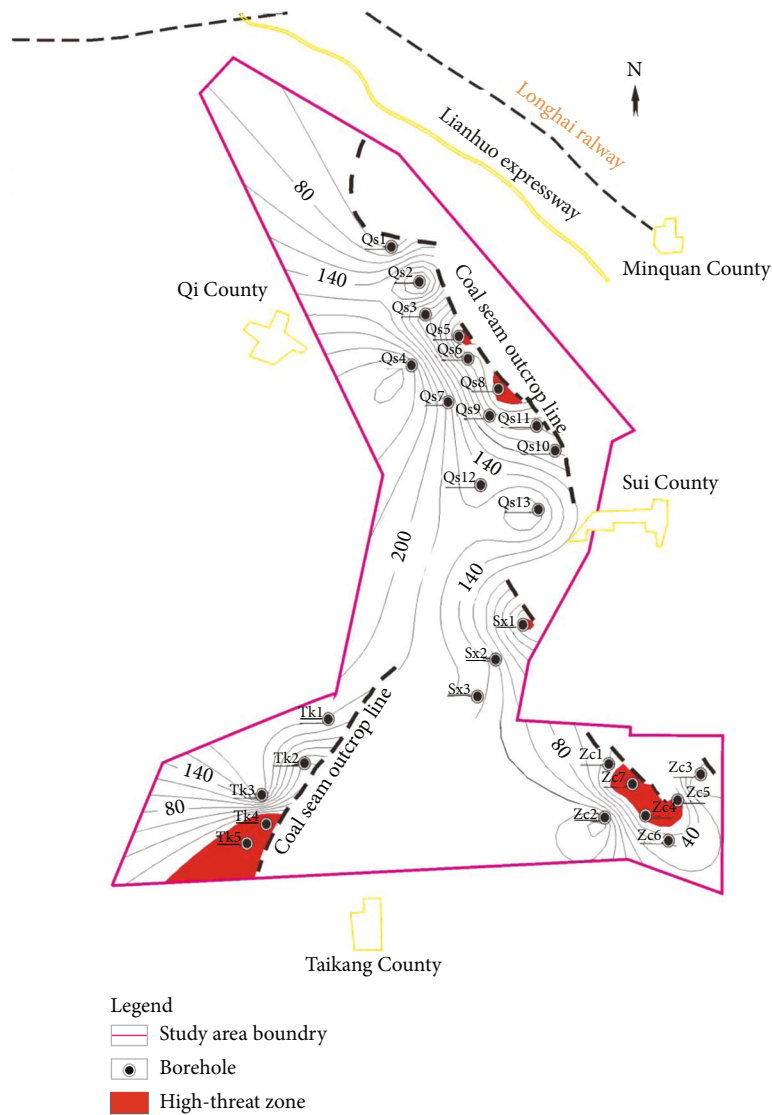 N
Longhai ralway
Lianhuo expressway
Minquan County
80
Qs1
140
Qs2
Qi County
Coal seam outcrop line
Qs3
Qs5
Qs6
Qs4
Qs8
Qs7
Qs9
Qs11
Qs10
140
Qs12
Sui County
Qs13
200
140
Sx1
Sx2
Sx3
Coal seam outcrop line
Tk1
80
Zc1
Tk2
Zc3
Zc7
140
Tk3
Zc5
80
Zc4
Zc2
Tk4
Zc6
40
Tk5
Taikang County
Legend
Study area boundry
Borehole
High-threat zone